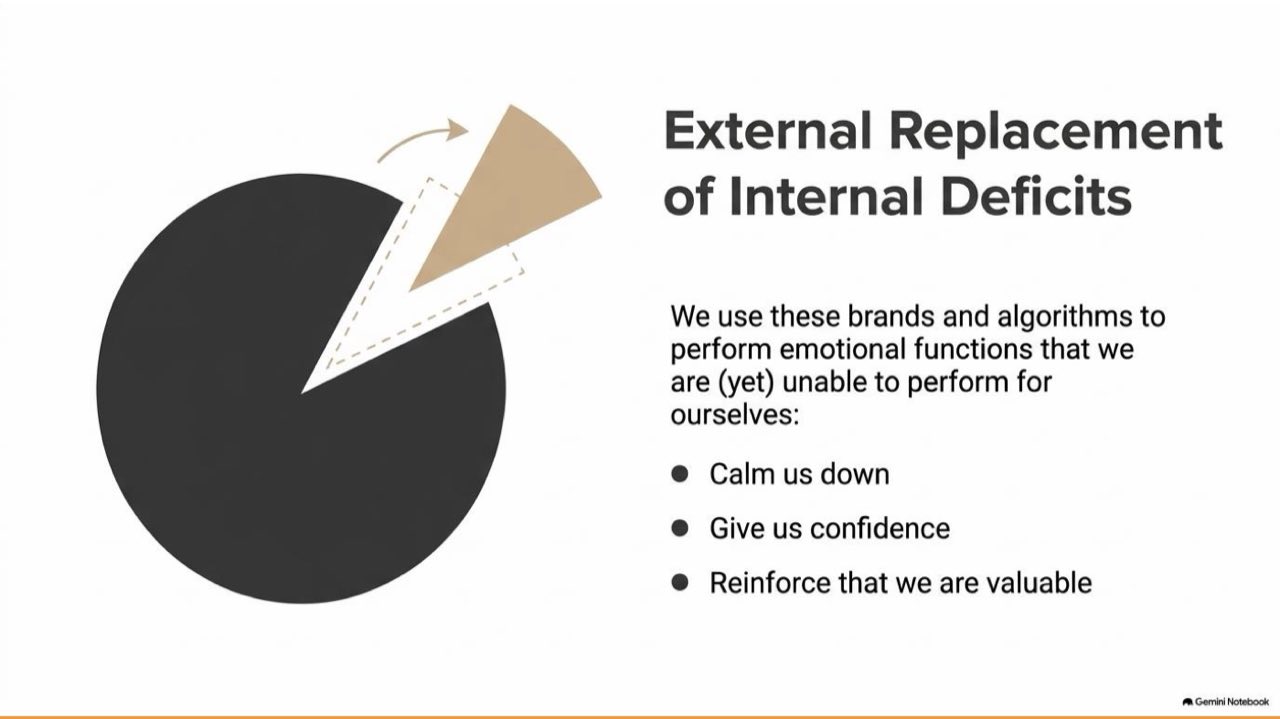 External Replacement
of Internal Deficits
We use these brands and algorithms to
perform emotional functions that we
are (yet) unable to perform for
ourselves:
● Calm us down
● Give us confidence
● Reinforce that we are valuable
Gemini Notebook